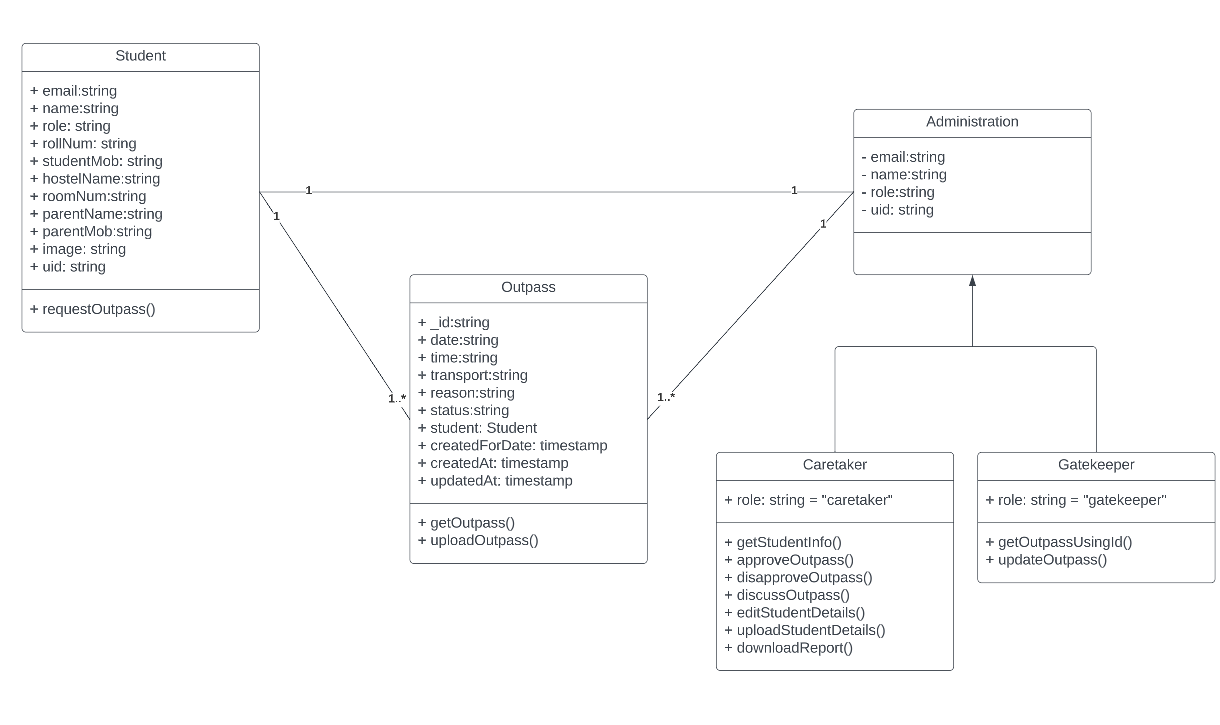 Student
+ email:string
+ name:string
+ role: string
+ rollNum: string
+ studentMob: string
+ hostelName:string
+ roomNum:string
+ parentName:string
+ parentMob:string
+ image: string
+ uid: string
+ requestOutpass()
1
1
1
1
1..*
1..*
Administration
- email:string
- name:string
- role:string
- uid: string
Outpass
+ _id:string
+ date:string
+ time:string
+ transport:string
+ reason:string
+ status:string
+ student: Student
+ createdForDate: timestamp
+ createdAt: timestamp
+ updatedAt: timestamp
+ getOutpass()
+ uploadOutpass()
Caretaker
+ role: string = "caretaker"
+ getStudentInfo()
+ approveOutpass()
+ disapproveOutpass()
+ discussOutpass()
+ editStudentDetails()
+ uploadStudentDetails()
+ downloadReport()
Gatekeeper
+ role: string = "gatekeeper"
+ getOutpassUsingId()
+ updateOutpass()